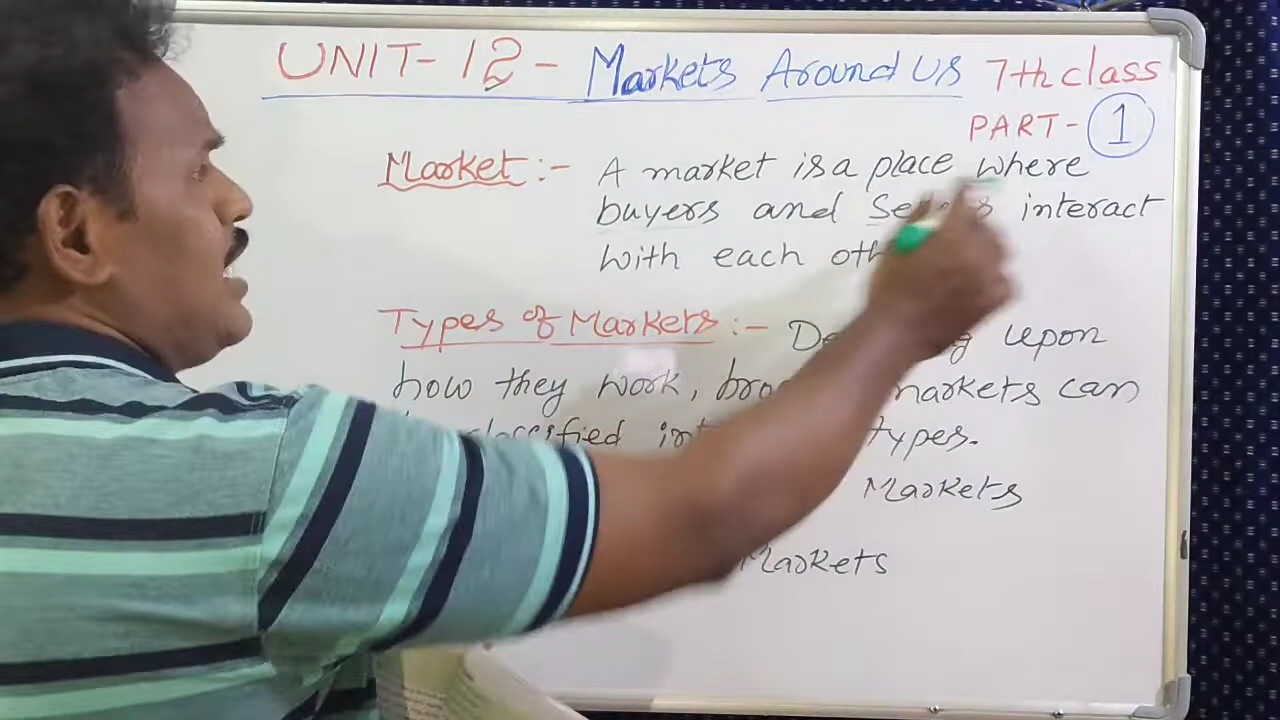 UNIT-12- Markets Around Us 7th class
PART- 1
Market:- A market is a place where
buyers and interact
with each
Types of Markets:- upon
how they work, markets can
classified types.
Markets
Markets